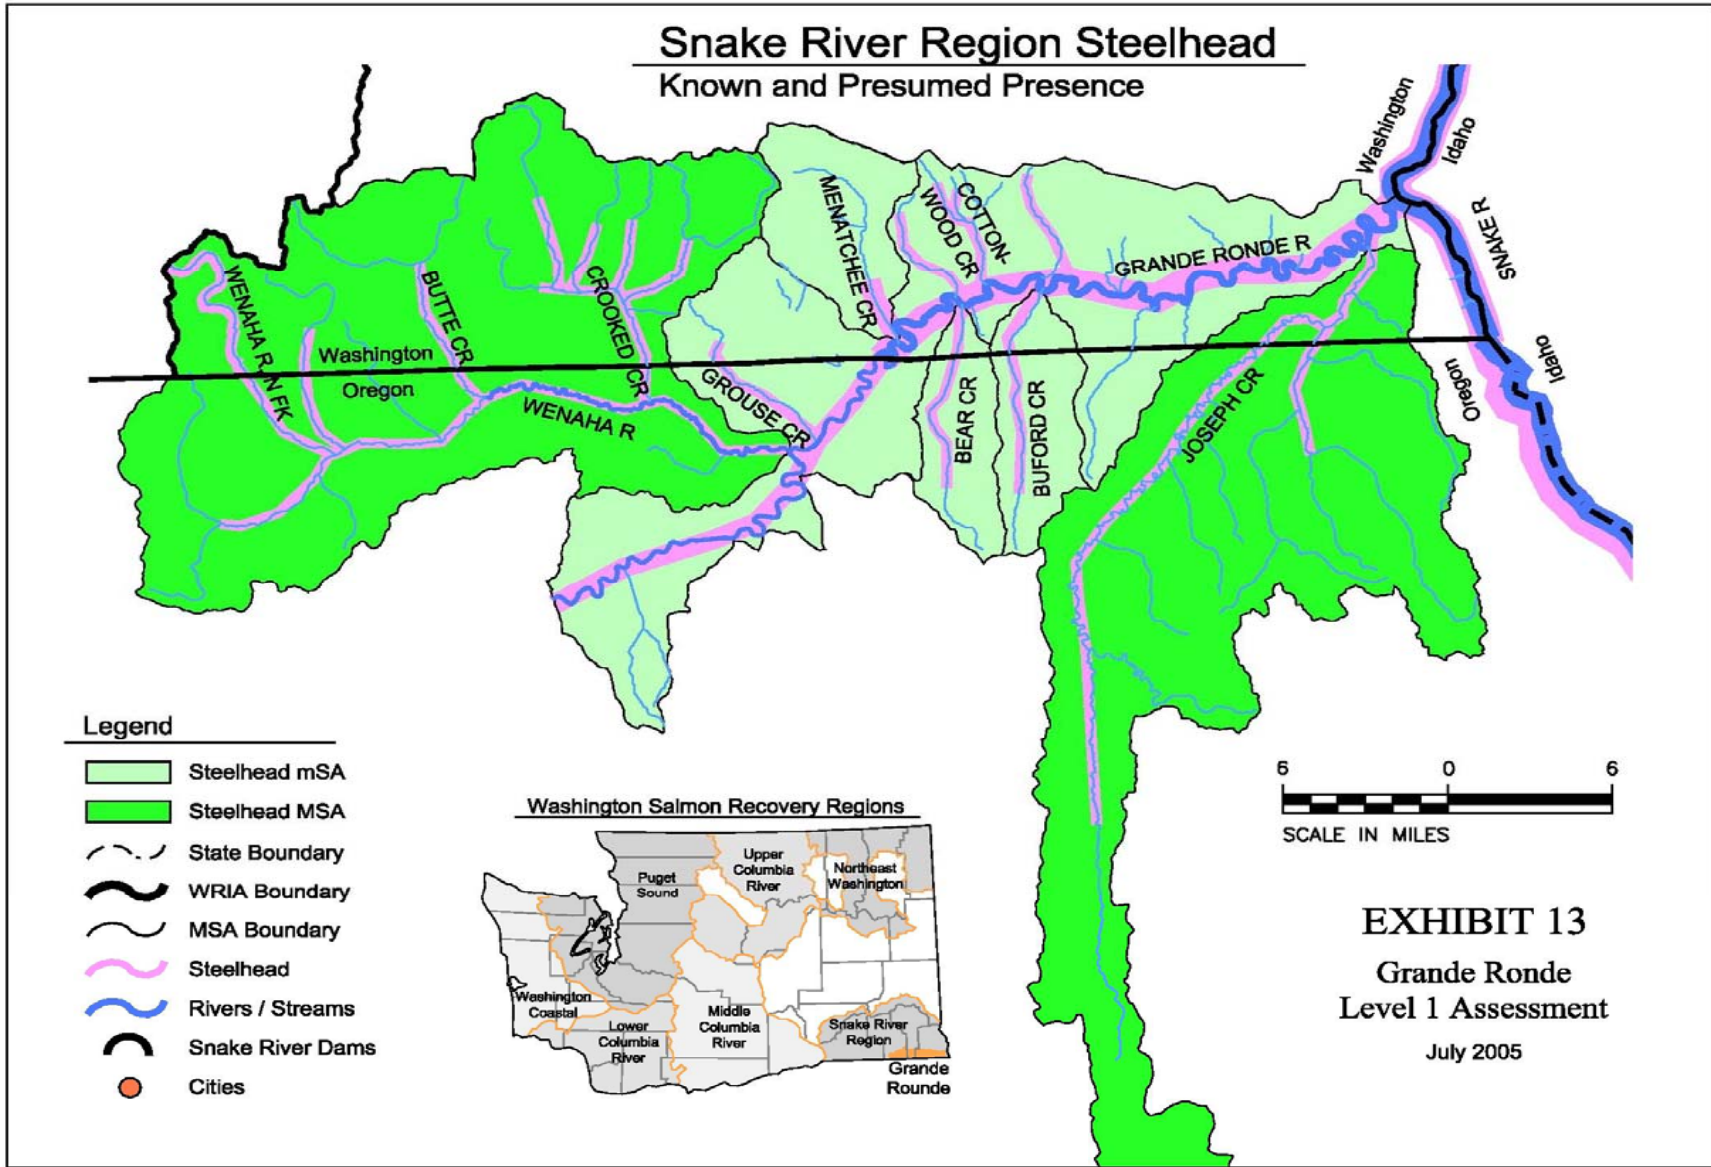 Snake River Region Steelhead
Known and Presumed Presence
Washington
Idaho
SNAKE R
MENATCHEE CR
COTTON-
WOOD CR
GRANDE RONDE R
WENAHA R N FK
BUTTE CR
CROOKED CR
Washington
Oregon
WENAHA R
GROUSE CR
BEAR CR
BUFORD CR
JOSEPH CR
Oregon
Idaho
Legend
Steelhead mSA
Steelhead MSA
State Boundary
WRIA Boundary
MSA Boundary
Steelhead
Rivers / Streams
Snake River Dams
Cities
Washington Salmon Recovery Regions
Puget
Sound
Upper
Columbia
River
Northeast
Washington
Washington
Coastal
Lower
Columbia
River
Middle
Columbia
River
Snake River
Region
Grande
Rounde
6 0 6
SCALE IN MILES
EXHIBIT 13
Grande Ronde
Level 1 Assessment
July 2005